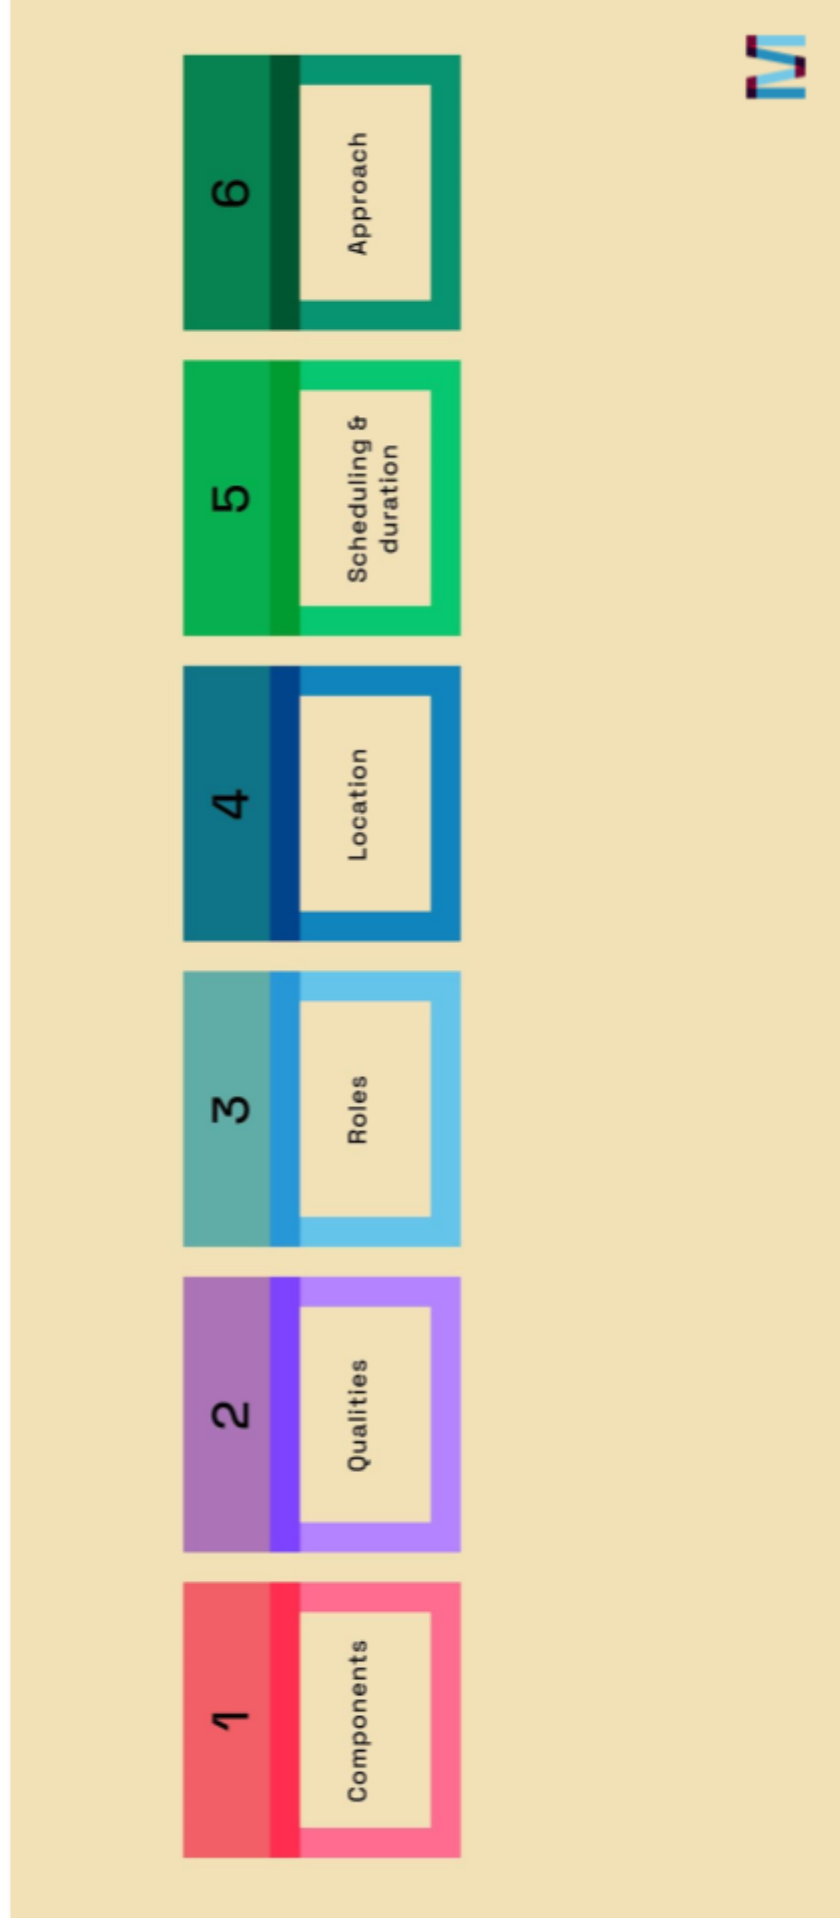 1
Components
2
Qualities
3
Roles
4
Location
5
Scheduling &
duration
6
Approach
M